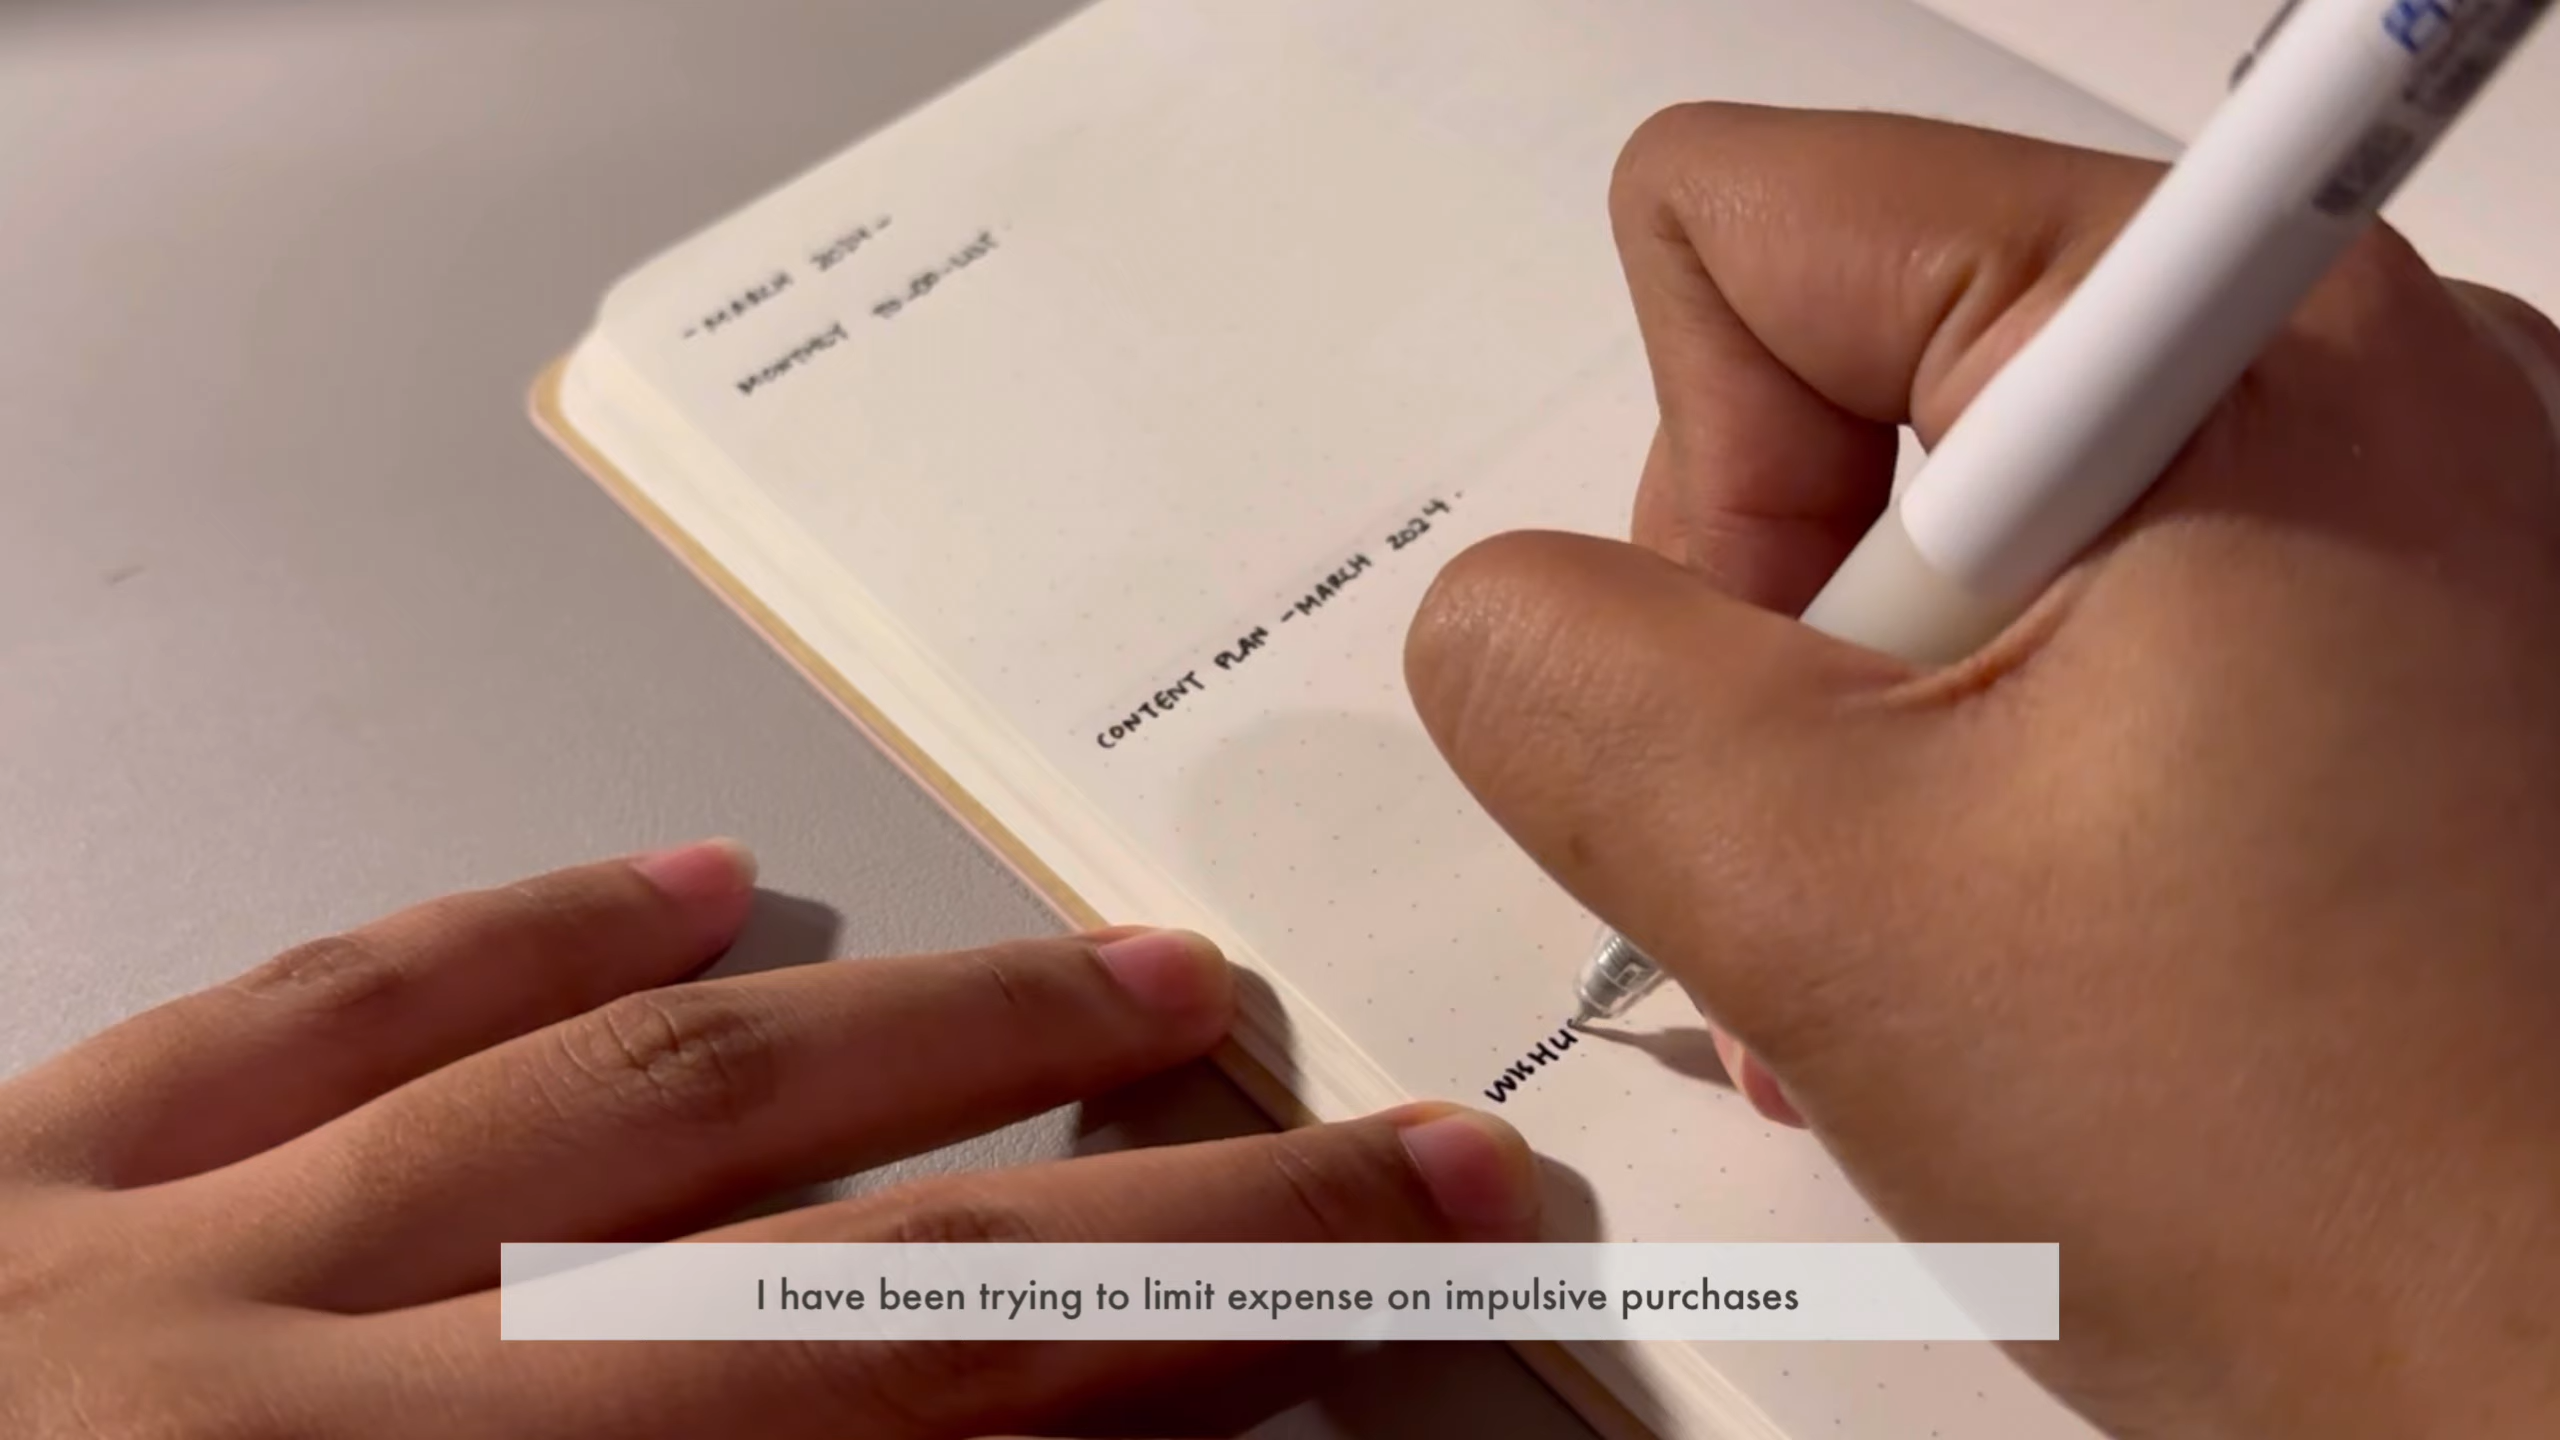 - MARCH 2024 -
MONTHLY TO-DO-LIST.
CONTENT PLAN - MARCH 2024.
WISHLI
I have been trying to limit expense on impulsive purchases